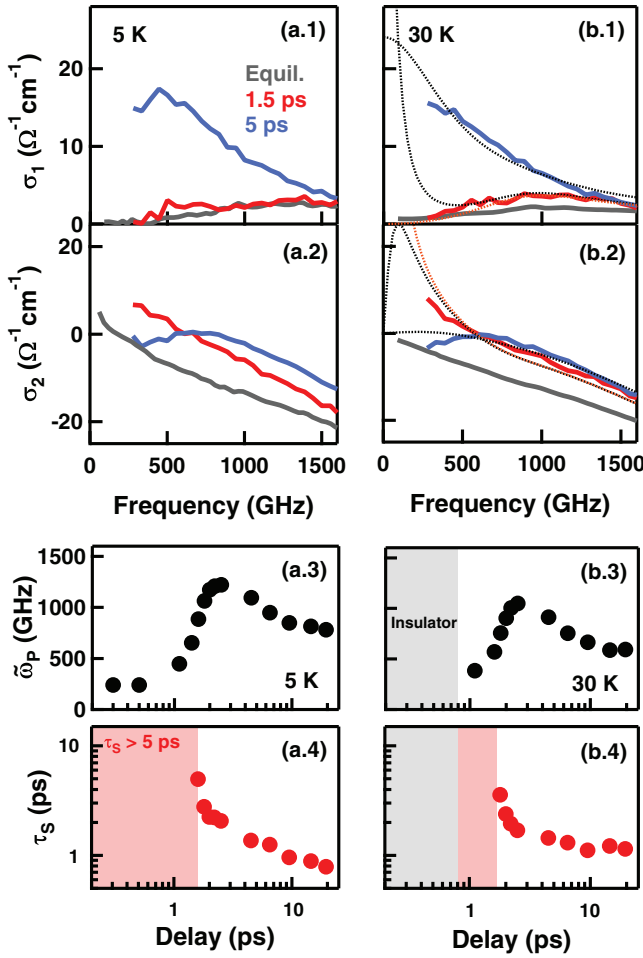 5 K
(a.1)
30 K
(b.1)
Equil.
1.5 ps
5 ps
20
10
0
σ₁ (Ω⁻¹ cm⁻¹)
(a.2)
(b.2)
20
0
-20
σ₂ (Ω⁻¹ cm⁻¹)
0 500 1000 1500
0 500 1000 1500
Frequency (GHz)
Frequency (GHz)
1500
1000
500
0
ω̃ₚ (GHz)
(a.3)
5 K
(b.3)
Insulator
30 K
10
1
τₛ (ps)
τₛ > 5 ps
(a.4)
(b.4)
1 10
1 10
Delay (ps)
Delay (ps)